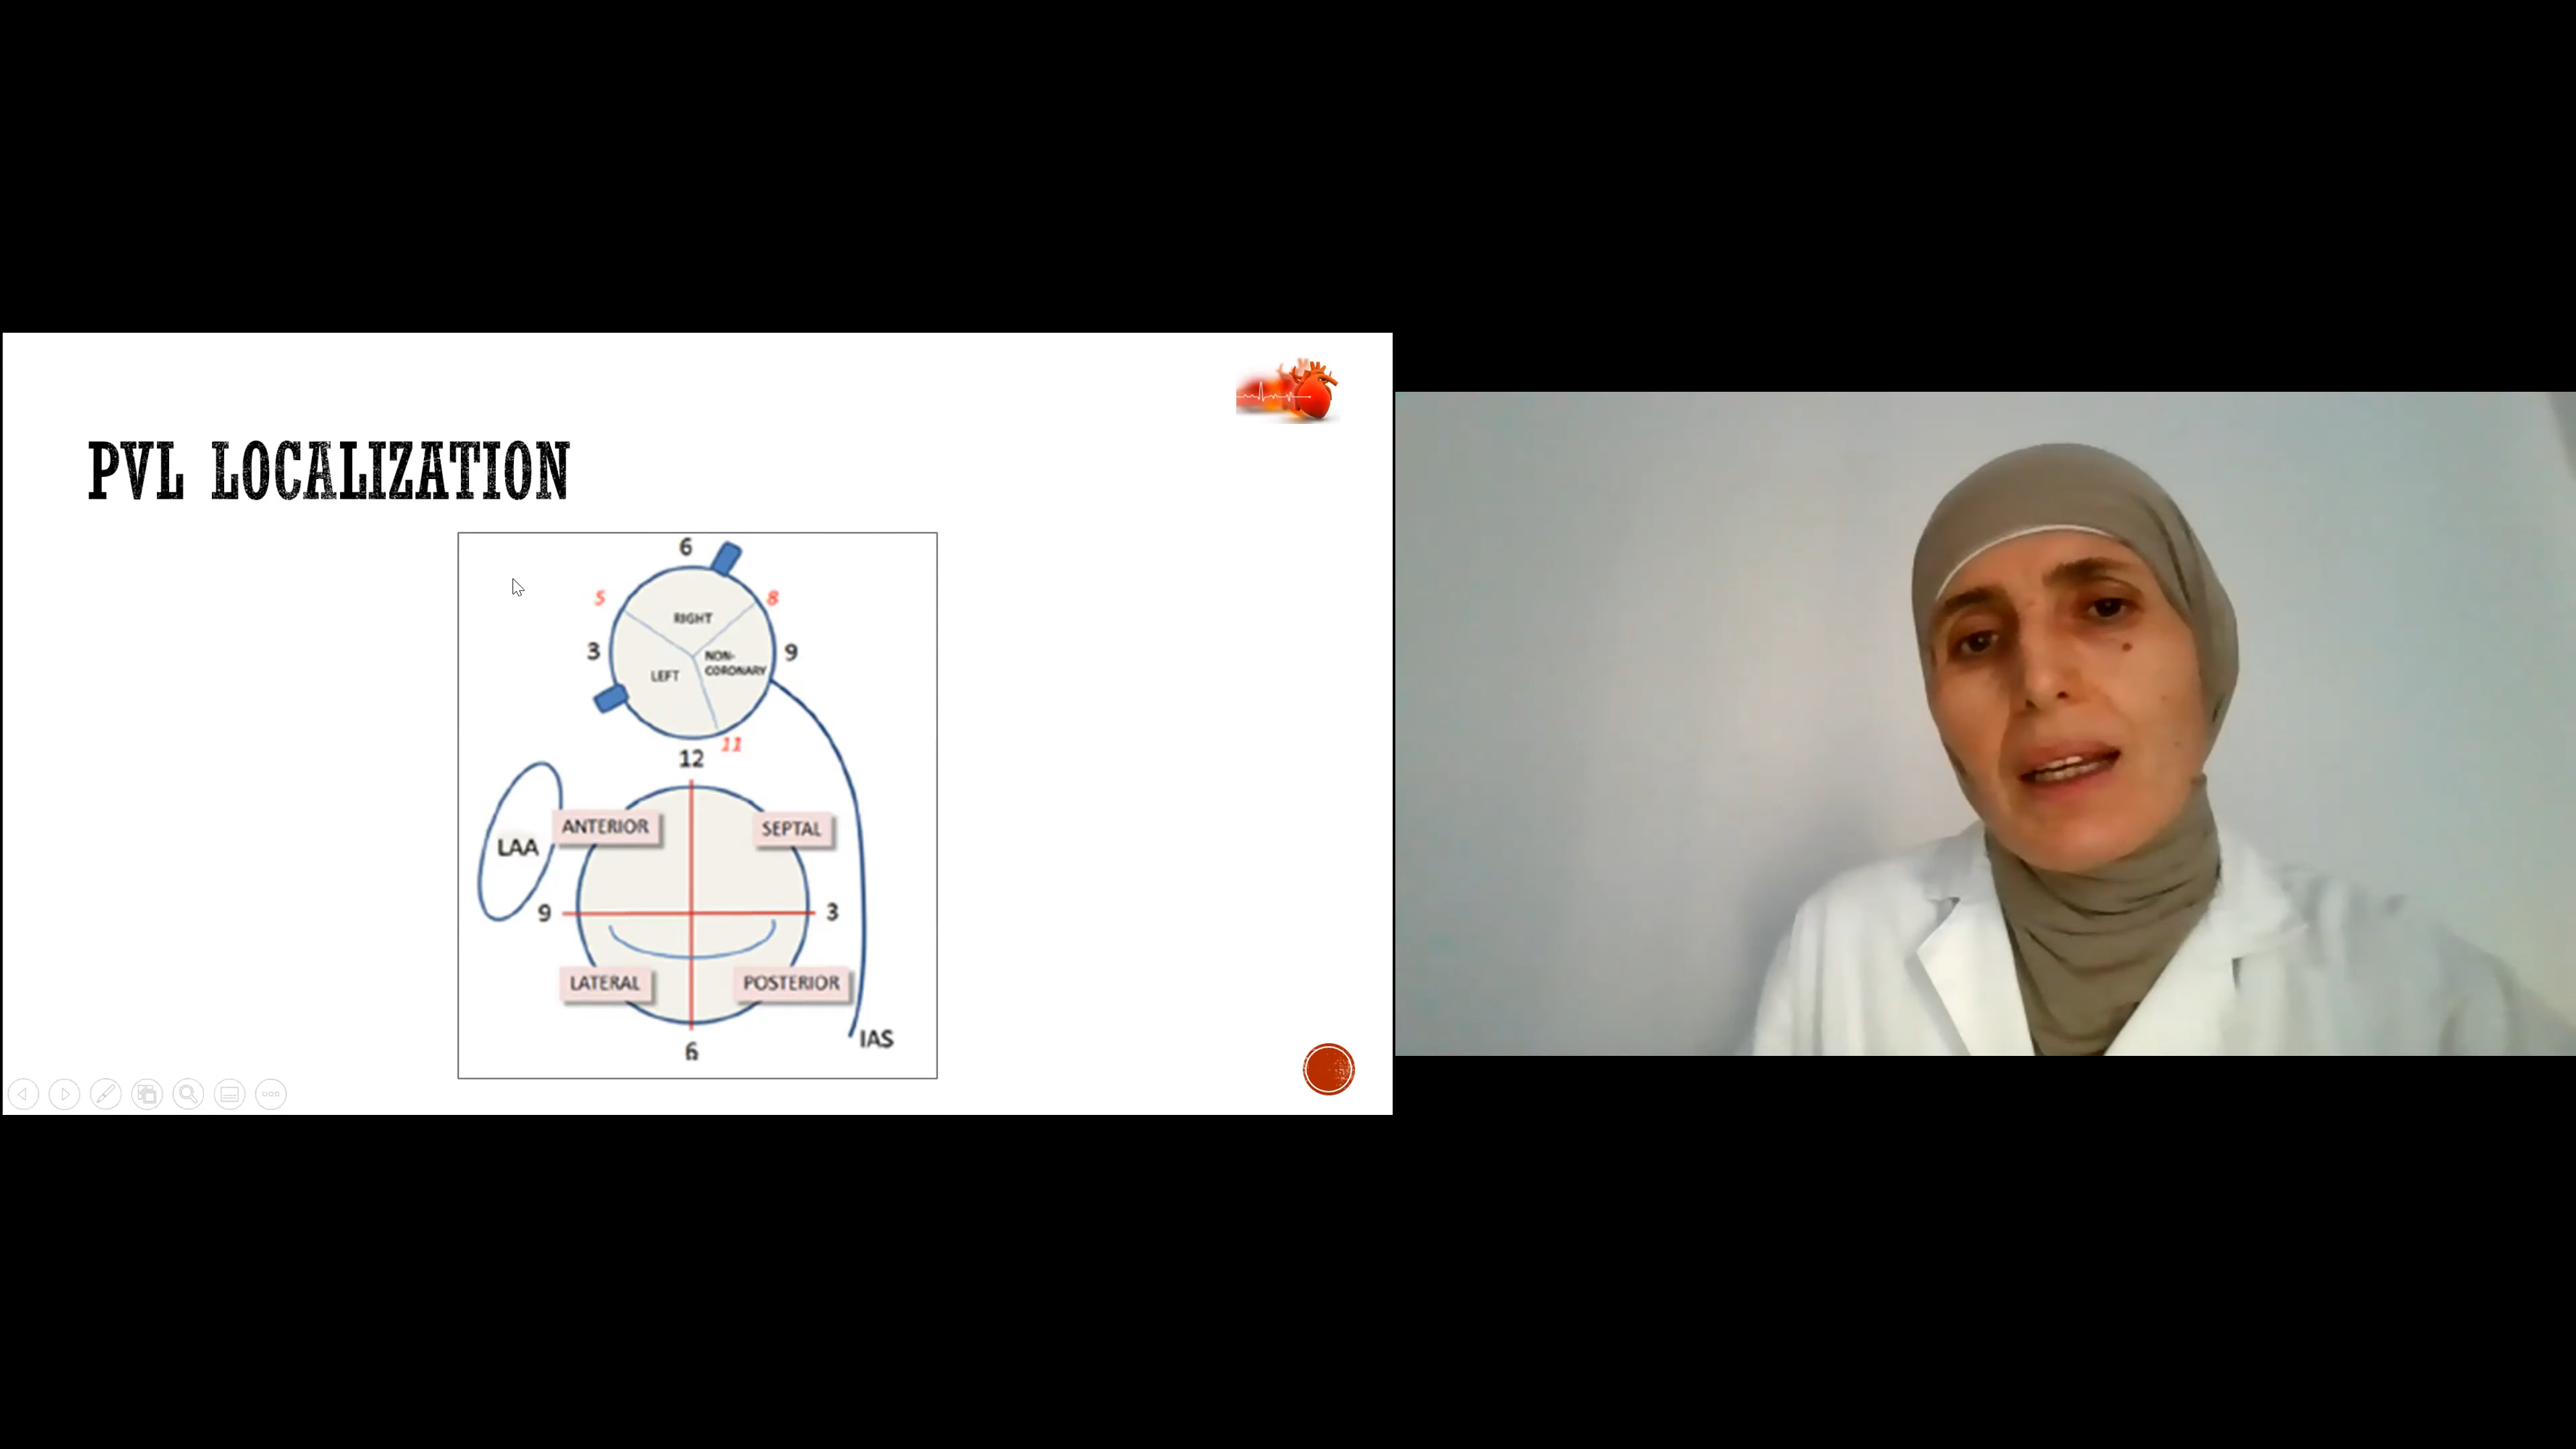 PVL LOCALIZATION
6
5
8
RIGHT
3
NON-
CORONARY
9
LEFT
11
12
ANTERIOR
SEPTAL
LAA
9
3
LATERAL
POSTERIOR
IAS
6